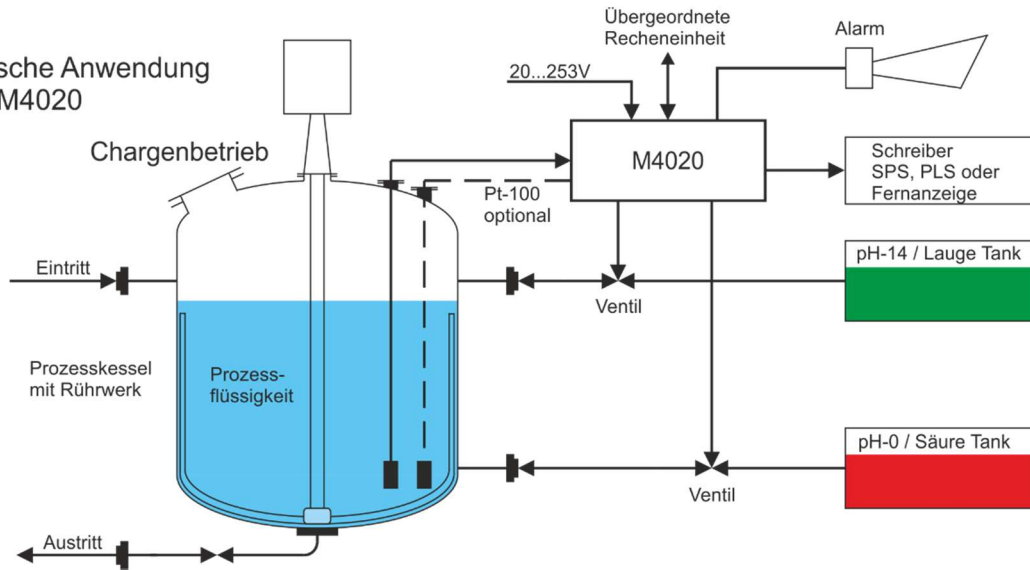 sche Anwendung
M4020
Chargenbetrieb
20...253V
Übergeordnete
Recheneinheit
Alarm
M4020
Schreiber
SPS, PLS oder
Fernanzeige
Pt-100
optional
Eintritt
Ventil
pH-14 / Lauge Tank
Prozesskessel
mit Rührwerk
Prozess-
flüssigkeit
pH-0 / Säure Tank
Ventil
Austritt